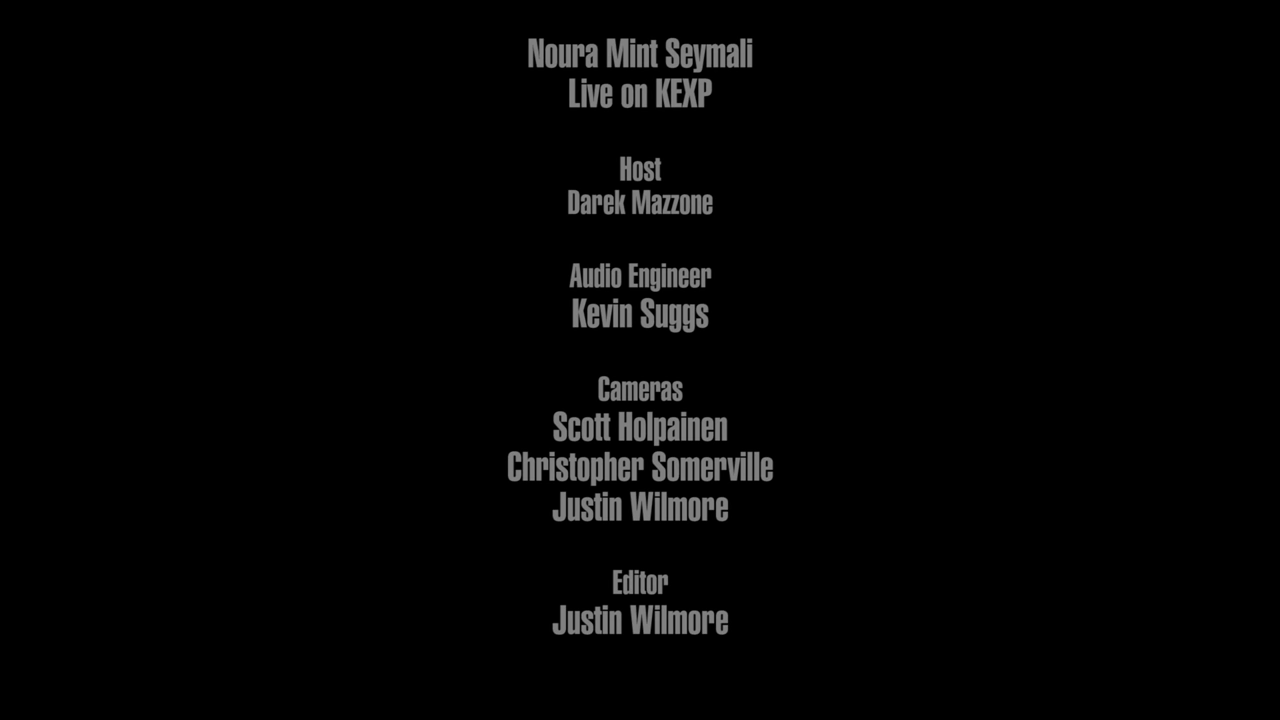 Noura Mint Seymali
Live on KEXP
Host
Darek Mazzone
Audio Engineer
Kevin Suggs
Cameras
Scott Holpainen
Christopher Somerville
Justin Wilmore
Editor
Justin Wilmore